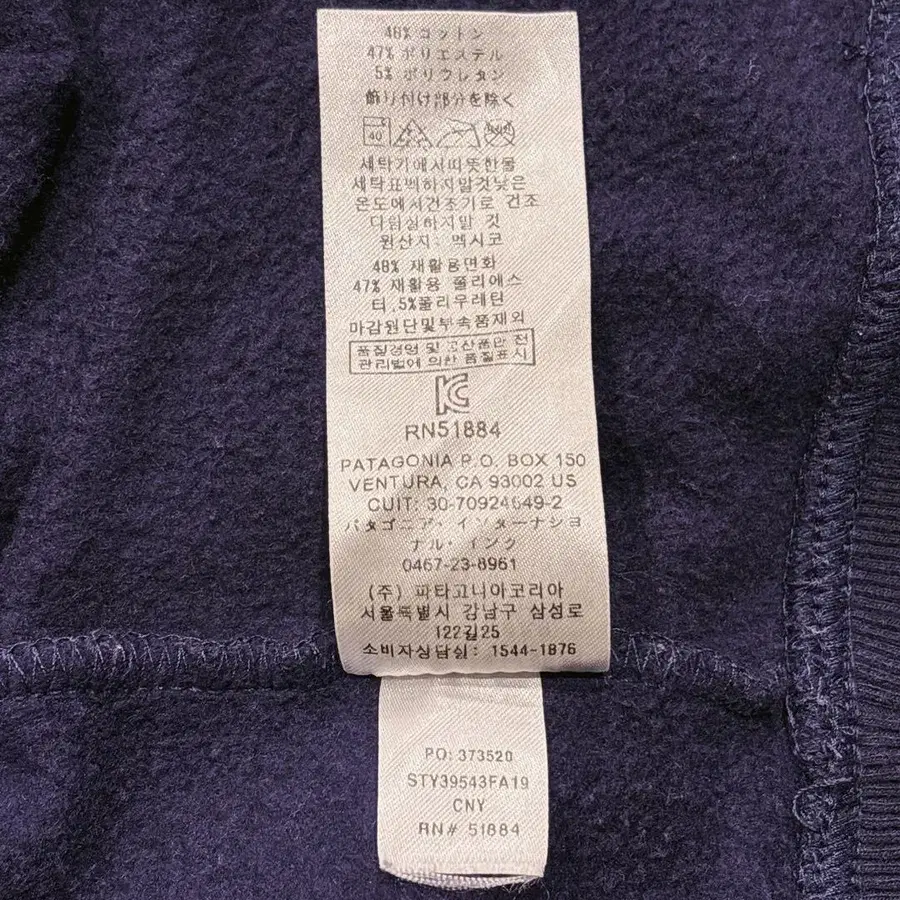 48% コットン
47% ポリエステル
5% ポリウレタン
飾り付け部分を除く
40
세탁기에서따뜻한물
세탁표백하지말것낮은
온도에서건조기로 건조
다림질하지말 것
원산지: 멕시코
48% 재활용면화
47% 재활용 폴리에스
터 ,5%폴리우레틴
마감원단및부속품재외
품질경영 및 공산품안 전
관리법에 의한 품질표시
KC
RN51884
PATAGONIA P.O. BOX 150
VENTURA, CA 93002 US
CUIT: 30-70924649-2
パタゴニア・インターナショ
ナル・インク
0467-23-8961
(주) 파타고니아코리아
서울특별시 강남구 삼성로
122길25
소비자상담실: 1544-1876
PO: 373520
STY39543FA19
CNY
RN# 51884